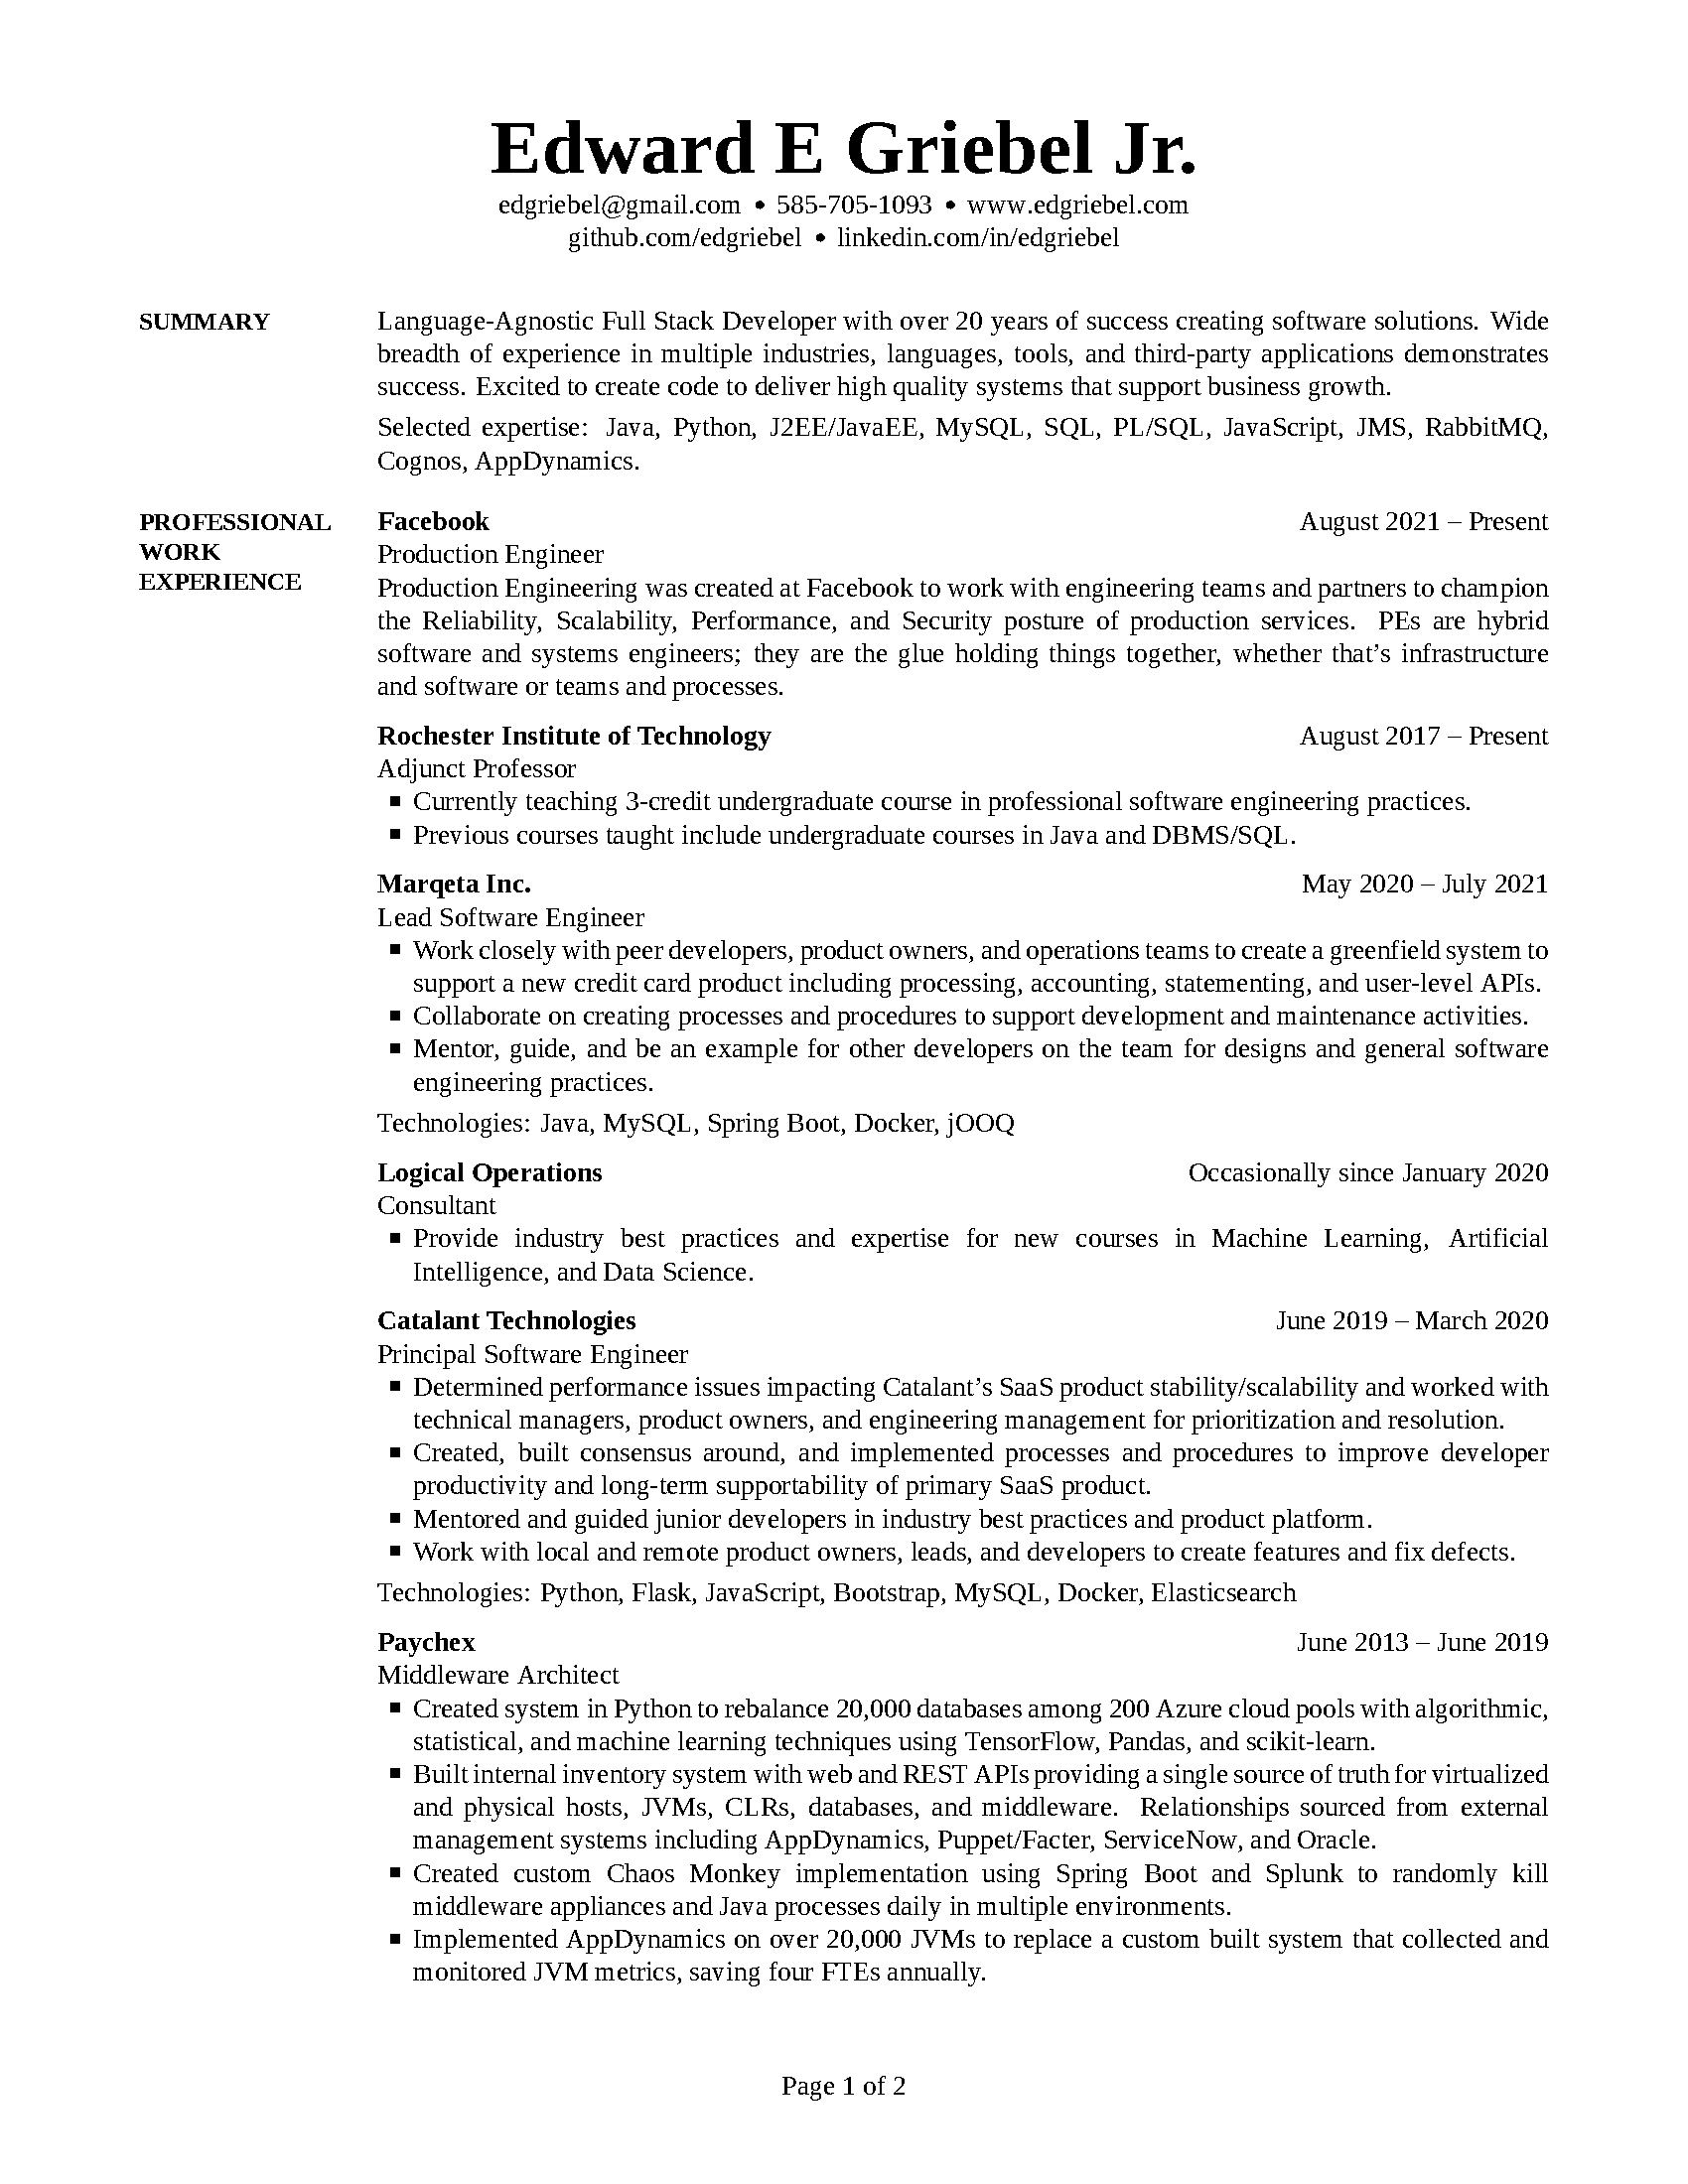 Edward E Griebel Jr.
edgriebel@gmail.com • 585-705-1093 • www.edgriebel.com
github.com/edgriebel • linkedin.com/in/edgriebel
SUMMARY
Language-Agnostic Full Stack Developer with over 20 years of success creating software solutions. Wide
breadth of experience in multiple industries, languages, tools, and third-party applications demonstrates
success. Excited to create code to deliver high quality systems that support business growth.
Selected expertise: Java, Python, J2EE/JavaEE, MySQL, SQL, PL/SQL, JavaScript, JMS, RabbitMQ,
Cognos, AppDynamics.
PROFESSIONAL
WORK
EXPERIENCE
Facebook August 2021 – Present
Production Engineer
Production Engineering was created at Facebook to work with engineering teams and partners to champion
the Reliability, Scalability, Performance, and Security posture of production services. PEs are hybrid
software and systems engineers; they are the glue holding things together, whether that’s infrastructure
and software or teams and processes.
Rochester Institute of Technology August 2017 – Present
Adjunct Professor
▪ Currently teaching 3-credit undergraduate course in professional software engineering practices.
▪ Previous courses taught include undergraduate courses in Java and DBMS/SQL.
Marqeta Inc. May 2020 – July 2021
Lead Software Engineer
▪ Work closely with peer developers, product owners, and operations teams to create a greenfield system to
support a new credit card product including processing, accounting, statementing, and user-level APIs.
▪ Collaborate on creating processes and procedures to support development and maintenance activities.
▪ Mentor, guide, and be an example for other developers on the team for designs and general software
engineering practices.
Technologies: Java, MySQL, Spring Boot, Docker, jOOQ
Logical Operations Occasionally since January 2020
Consultant
▪ Provide industry best practices and expertise for new courses in Machine Learning, Artificial
Intelligence, and Data Science.
Catalant Technologies June 2019 – March 2020
Principal Software Engineer
▪ Determined performance issues impacting Catalant’s SaaS product stability/scalability and worked with
technical managers, product owners, and engineering management for prioritization and resolution.
▪ Created, built consensus around, and implemented processes and procedures to improve developer
productivity and long-term supportability of primary SaaS product.
▪ Mentored and guided junior developers in industry best practices and product platform.
▪ Work with local and remote product owners, leads, and developers to create features and fix defects.
Technologies: Python, Flask, JavaScript, Bootstrap, MySQL, Docker, Elasticsearch
Paychex June 2013 – June 2019
Middleware Architect
▪ Created system in Python to rebalance 20,000 databases among 200 Azure cloud pools with algorithmic,
statistical, and machine learning techniques using TensorFlow, Pandas, and scikit-learn.
▪ Built internal inventory system with web and REST APIs providing a single source of truth for virtualized
and physical hosts, JVMs, CLRs, databases, and middleware. Relationships sourced from external
management systems including AppDynamics, Puppet/Facter, ServiceNow, and Oracle.
▪ Created custom Chaos Monkey implementation using Spring Boot and Splunk to randomly kill
middleware appliances and Java processes daily in multiple environments.
▪ Implemented AppDynamics on over 20,000 JVMs to replace a custom built system that collected and
monitored JVM metrics, saving four FTEs annually.
Page 1 of 2